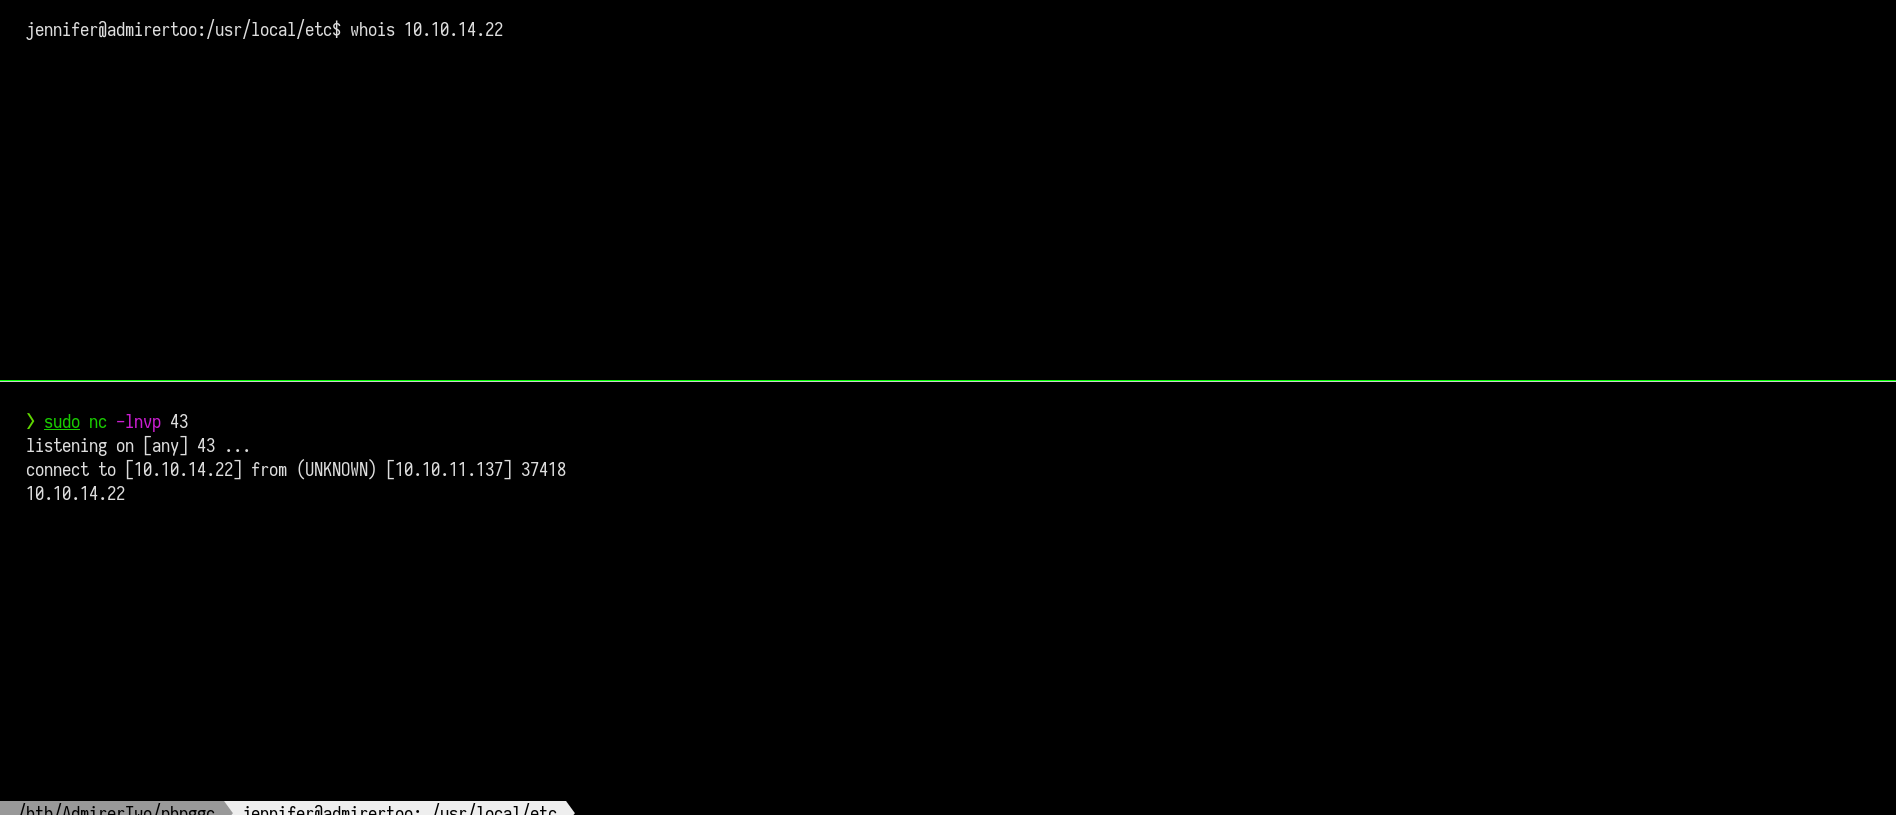 jennifer@admirertoo:/usr/local/etc$ whois 10.10.14.22
❯ sudo nc -lnvp 43
listening on [any] 43 ...
connect to [10.10.14.22] from (UNKNOWN) [10.10.11.137] 37418
10.10.14.22
/htb/AdmirerTwo/phpggc jennifer@admirertoo: /usr/local/etc